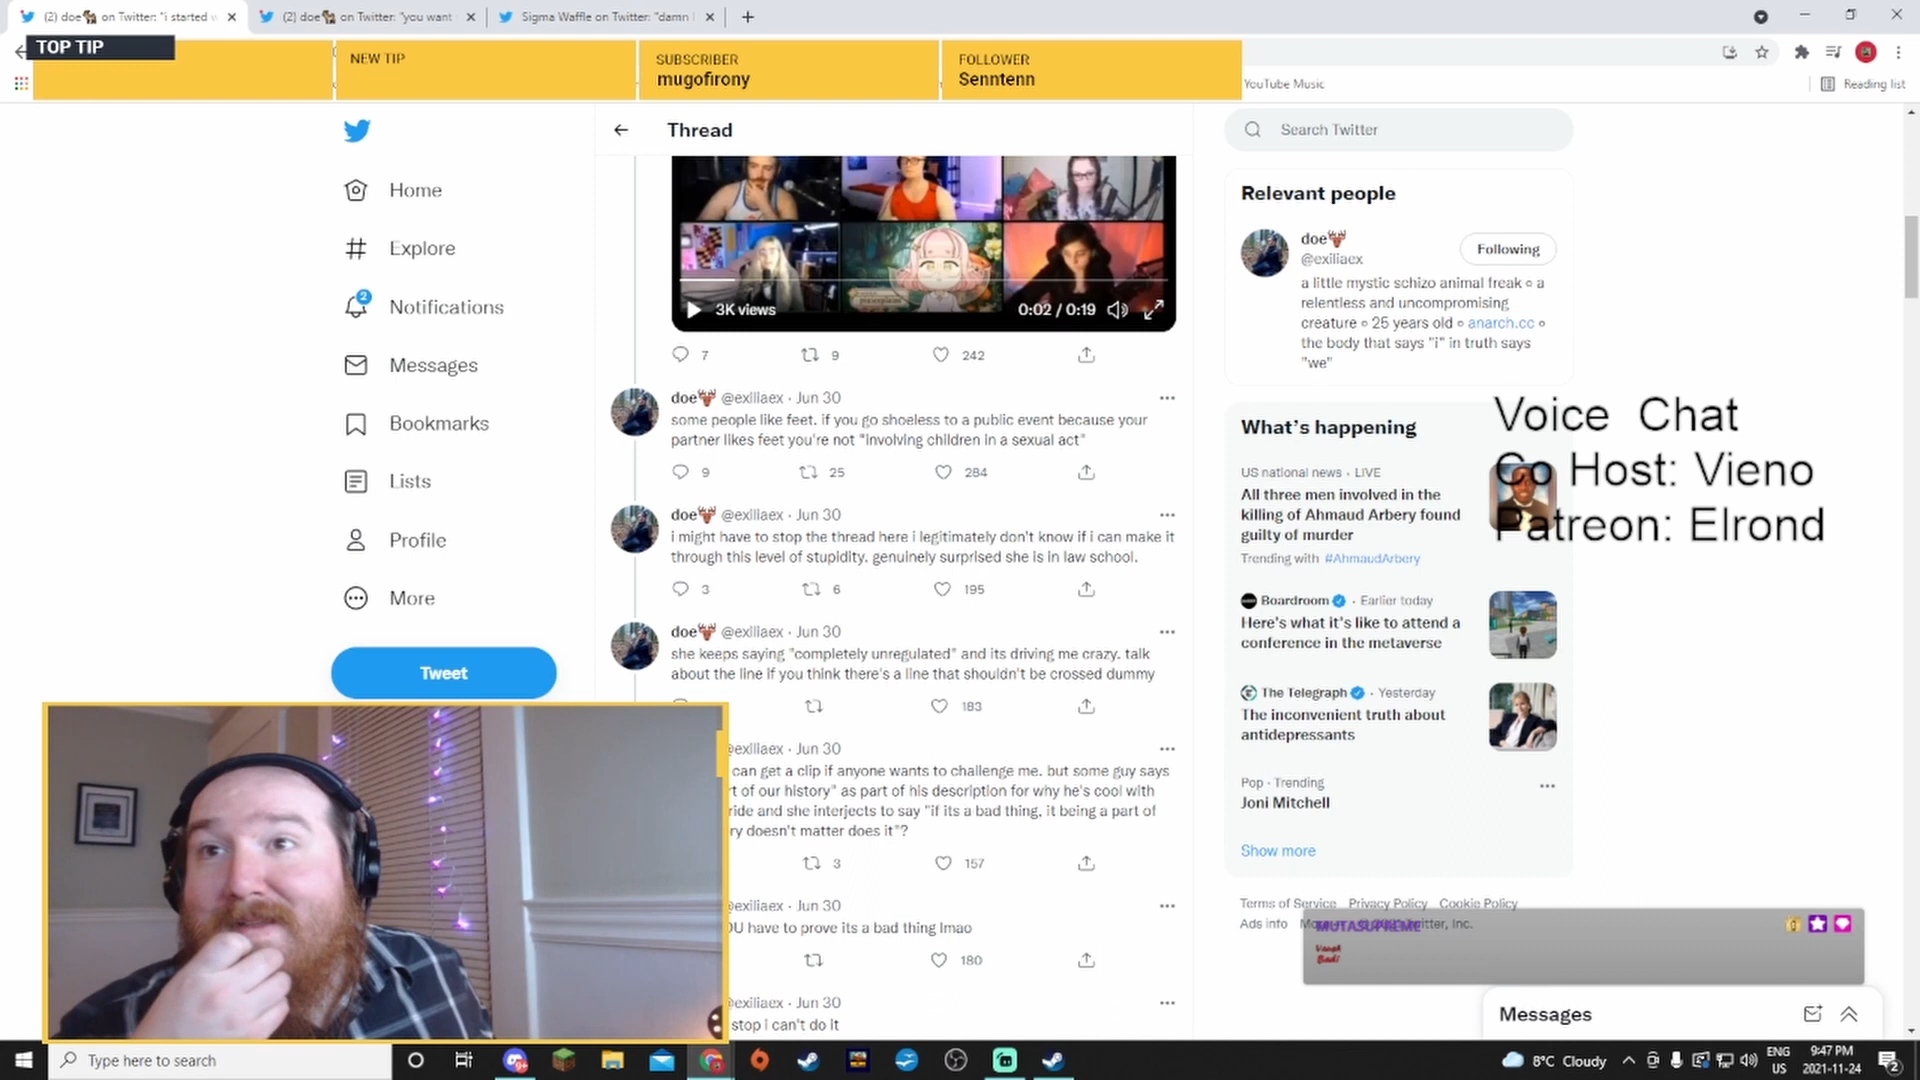 (2) doe on Twitter: "i started w
(2) doe on Twitter: "you want
Sigma Waffle on Twitter: "damn
TOP TIP
NEW TIP
SUBSCRIBER
mugofirony
FOLLOWER
Senntenn
YouTube Music
Reading list
Home
Explore
2
Notifications
Messages
Bookmarks
Lists
Profile
More
Tweet
Thread
3K views
0:02 / 0:19
7 9 242
doe @exiliaex · Jun 30
some people like feet. if you go shoeless to a public event because your
partner likes feet you're not "involving children in a sexual act"
9 25 284
doe @exiliaex · Jun 30
i might have to stop the thread here i legitimately don't know if i can make it
through this level of stupidity. genuinely surprised she is in law school.
3 6 195
doe @exiliaex · Jun 30
she keeps saying "completely unregulated" and its driving me crazy. talk
about the line if you think there's a line that shouldn't be crossed dummy
183
exiliaex · Jun 30
can get a clip if anyone wants to challenge me. but some guy says
rt of our history" as part of his description for why he's cool with
ride and she interjects to say "if its a bad thing, it being a part of
ry doesn't matter does it"?
3 157
exiliaex · Jun 30
OU have to prove its a bad thing lmao
180
exiliaex · Jun 30
stop i can't do it
Search Twitter
Relevant people
doe
@exiliaex
Following
a little mystic schizo animal freak ∘ a
relentless and uncompromising
creature ∘ 25 years old ∘ anarch.cc ∘
the body that says "i" in truth says
"we"
What's happening
US national news · LIVE
All three men involved in the
killing of Ahmaud Arbery found
guilty of murder
Trending with #AhmaudArbery
Boardroom · Earlier today
Here's what it's like to attend a
conference in the metaverse
The Telegraph · Yesterday
The inconvenient truth about
antidepressants
Pop · Trending
Joni Mitchell
Show more
Terms of Service Privacy Policy Cookie Policy
Ads info
itter, Inc.
Voice Chat
Co Host: Vieno
Patreon: Elrond
MUTASUPREME
Vaush
Bad!
Messages
Type here to search
8°C Cloudy
ENG
US
9:47 PM
2021-11-24
2